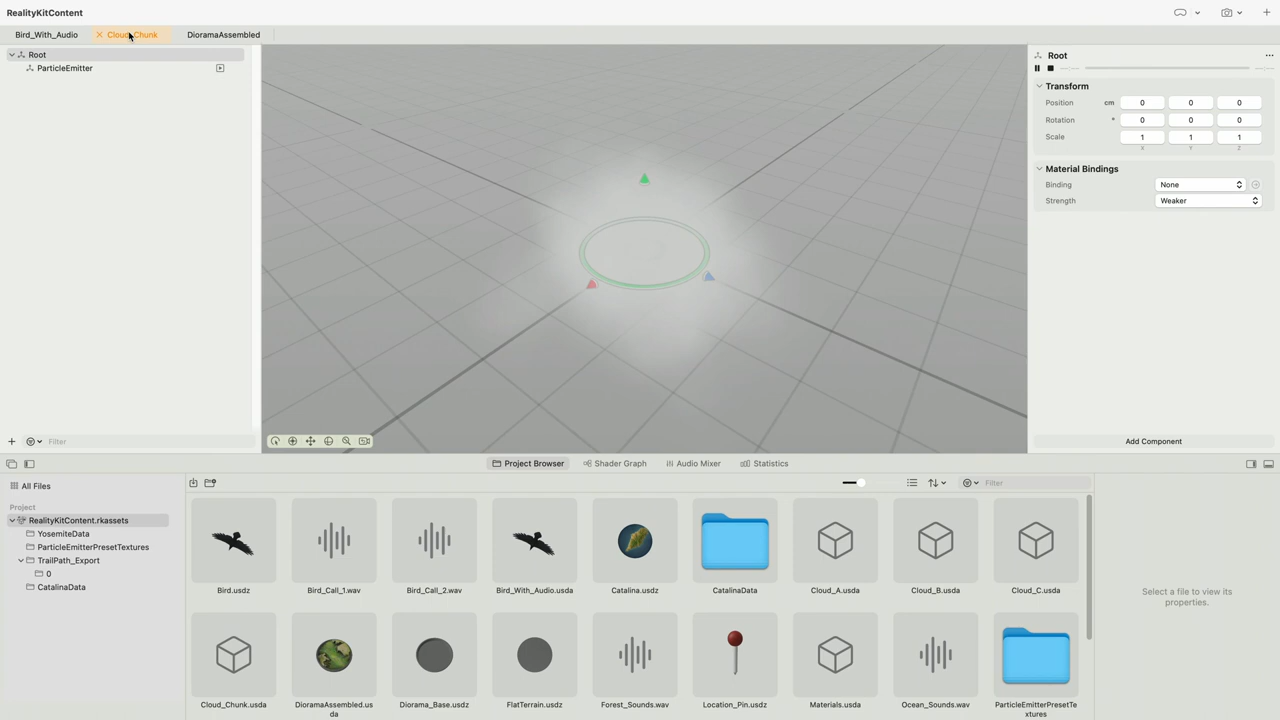 RealityKitContent
Bird_With_Audio
Cloud_Chunk
DioramaAssembled
Root
ParticleEmitter
Filter
Root
Transform
Position cm 0 0 0
Rotation ° 0 0 0
Scale 1 1 1
X Y Z
Material Bindings
Binding None
Strength Weaker
Add Component
Project Browser
Shader Graph
Audio Mixer
Statistics
All Files
Project
RealityKitContent.rkassets
YosemiteData
ParticleEmitterPresetTextures
TrailPath_Export
0
CatalinaData
Filter
Bird.usdz
Bird_Call_1.wav
Bird_Call_2.wav
Bird_With_Audio.usda
Catalina.usdz
CatalinaData
Cloud_A.usda
Cloud_B.usda
Cloud_C.usda
Cloud_Chunk.usda
DioramaAssembled.us
da
Diorama_Base.usdz
FlatTerrain.usdz
Forest_Sounds.wav
Location_Pin.usdz
Materials.usda
Ocean_Sounds.wav
ParticleEmitterPresetTe
xtures
Select a file to view its
properties.